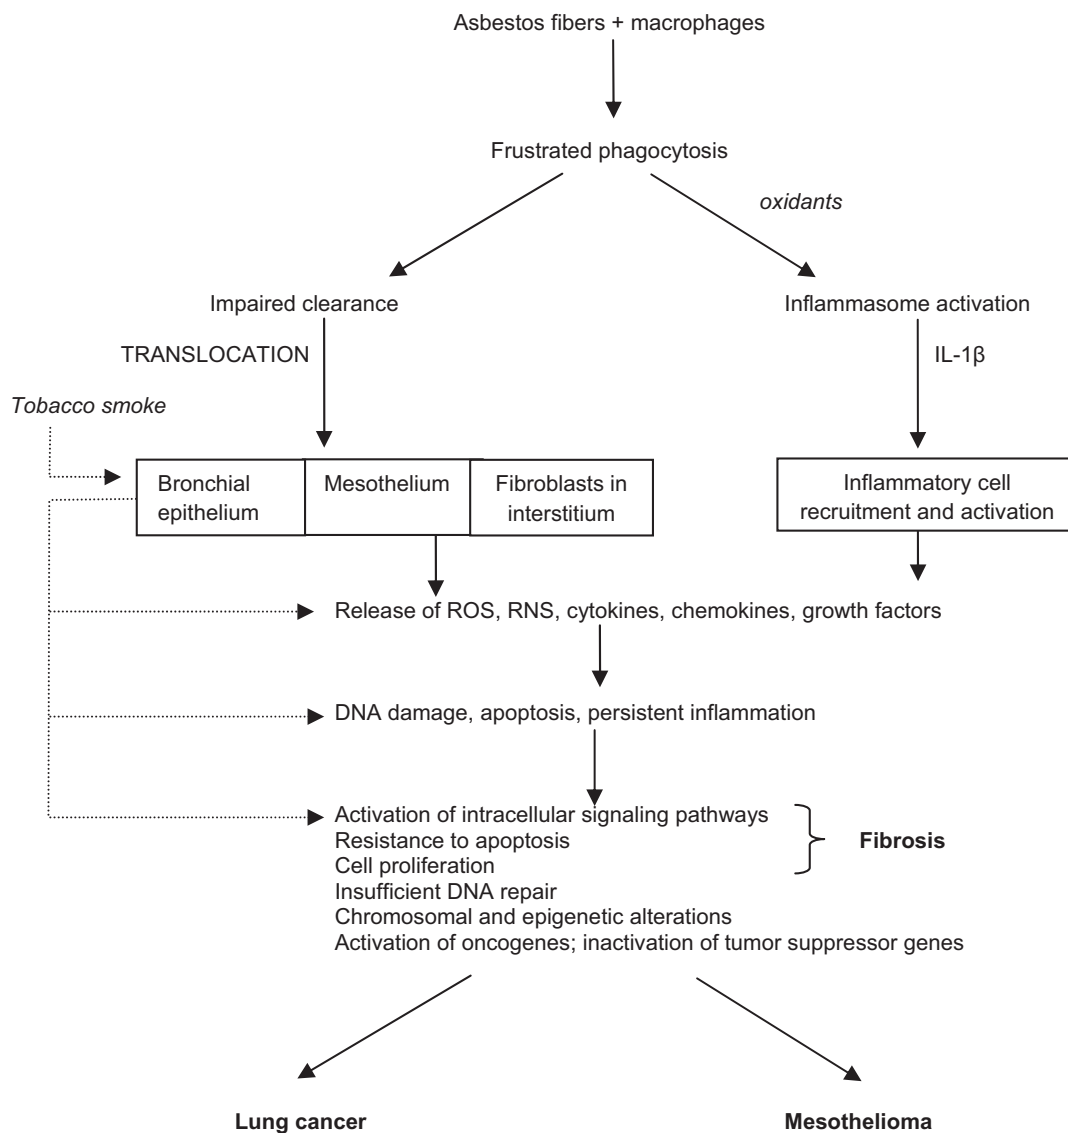 Asbestos fibers + macrophages
Frustrated phagocytosis
oxidants
Impaired clearance
Inflammasome activation
TRANSLOCATION
IL-1β
Tobacco smoke
Bronchial
epithelium
Mesothelium
Fibroblasts in
interstitium
Inflammatory cell
recruitment and activation
Release of ROS, RNS, cytokines, chemokines, growth factors
DNA damage, apoptosis, persistent inflammation
Activation of intracellular signaling pathways
Resistance to apoptosis
Cell proliferation
Fibrosis
Insufficient DNA repair
Chromosomal and epigenetic alterations
Activation of oncogenes; inactivation of tumor suppressor genes
Lung cancer
Mesothelioma